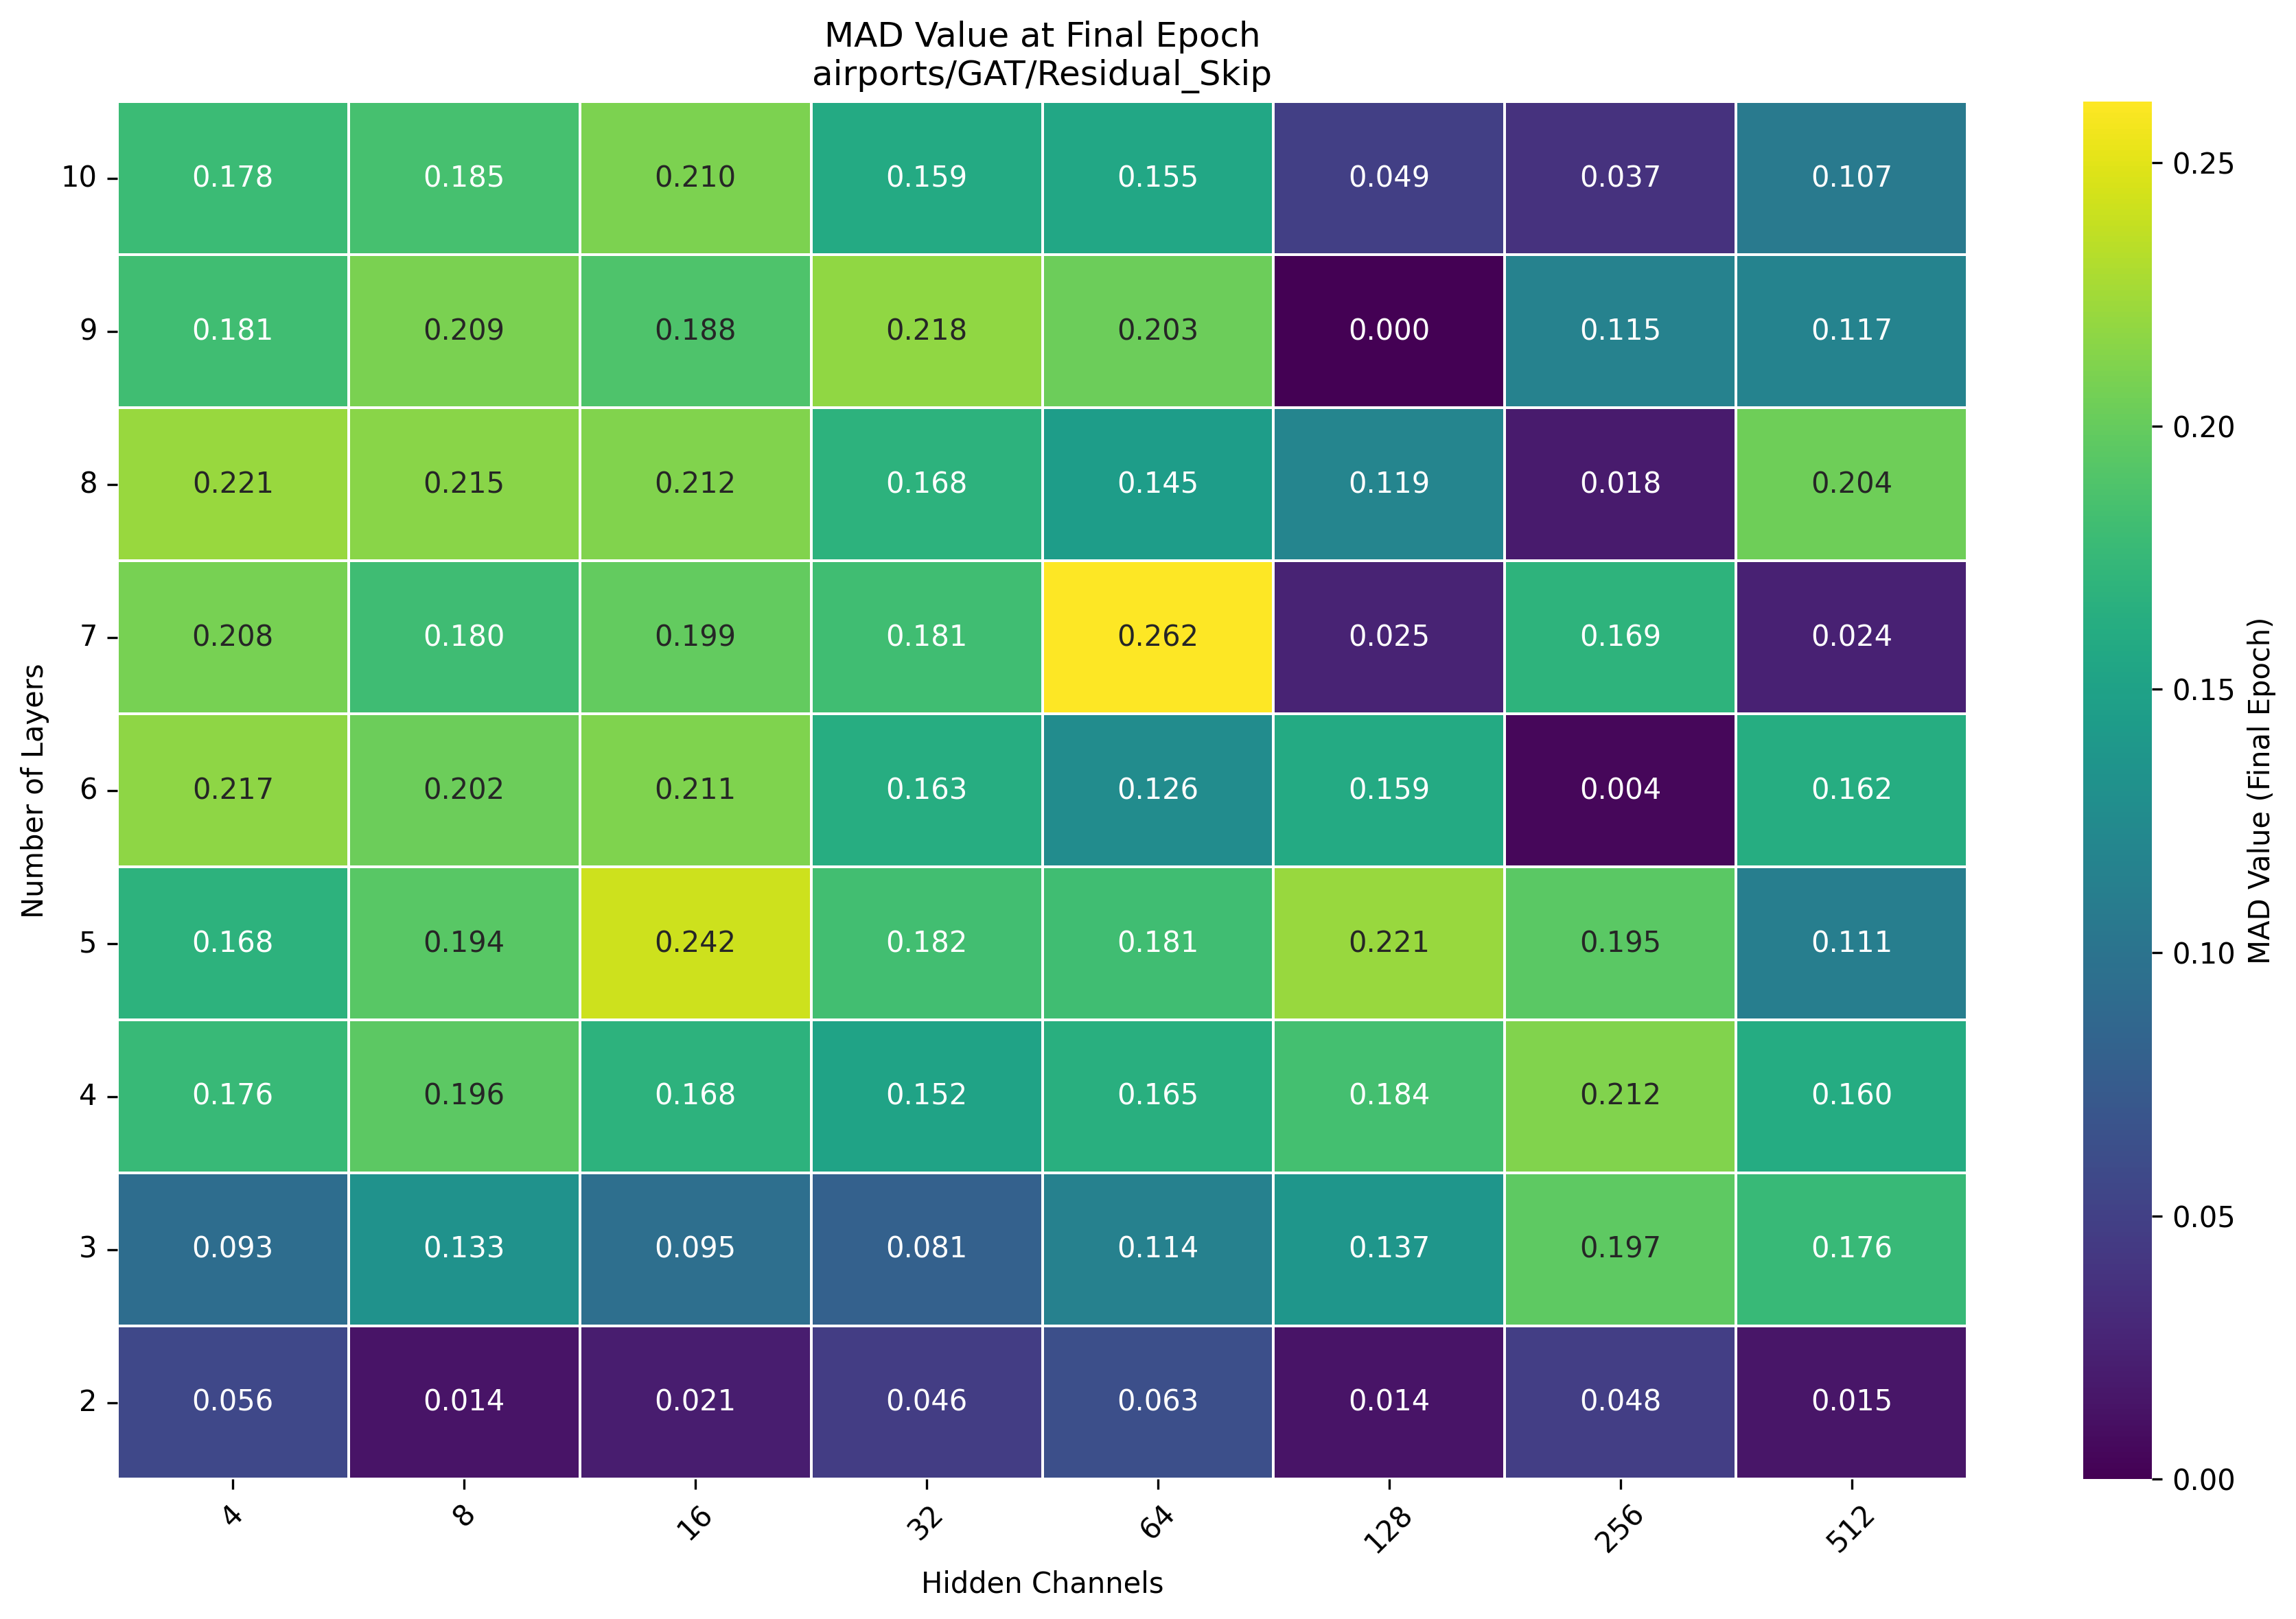 MAD Value at Final Epoch
airports/GAT/Residual_Skip
10 0.178 0.185 0.210 0.159 0.155 0.049 0.037 0.107
9 0.181 0.209 0.188 0.218 0.203 0.000 0.115 0.117
8 0.221 0.215 0.212 0.168 0.145 0.119 0.018 0.204
7 0.208 0.180 0.199 0.181 0.262 0.025 0.169 0.024
6 0.217 0.202 0.211 0.163 0.126 0.159 0.004 0.162
5 0.168 0.194 0.242 0.182 0.181 0.221 0.195 0.111
4 0.176 0.196 0.168 0.152 0.165 0.184 0.212 0.160
3 0.093 0.133 0.095 0.081 0.114 0.137 0.197 0.176
2 0.056 0.014 0.021 0.046 0.063 0.014 0.048 0.015
4 8 16 32 64 128 256 512
Hidden Channels
Number of Layers
0.25
0.20
0.15
0.10
0.05
0.00
MAD Value (Final Epoch)